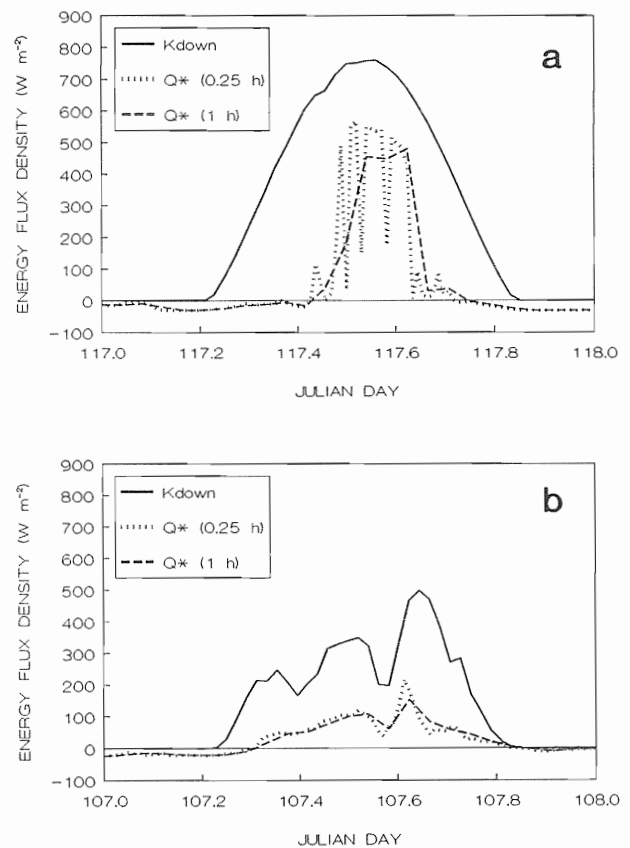 900
800
700
600
500
400
300
200
100
0
-100
ENERGY FLUX DENSITY (W m⁻²)
Kdown
Q* (0.25 h)
Q* (1 h)
a
117.0 117.2 117.4 117.6 117.8 118.0
JULIAN DAY
900
800
700
600
500
400
300
200
100
0
-100
ENERGY FLUX DENSITY (W m⁻²)
Kdown
Q* (0.25 h)
Q* (1 h)
b
107.0 107.2 107.4 107.6 107.8 108.0
JULIAN DAY